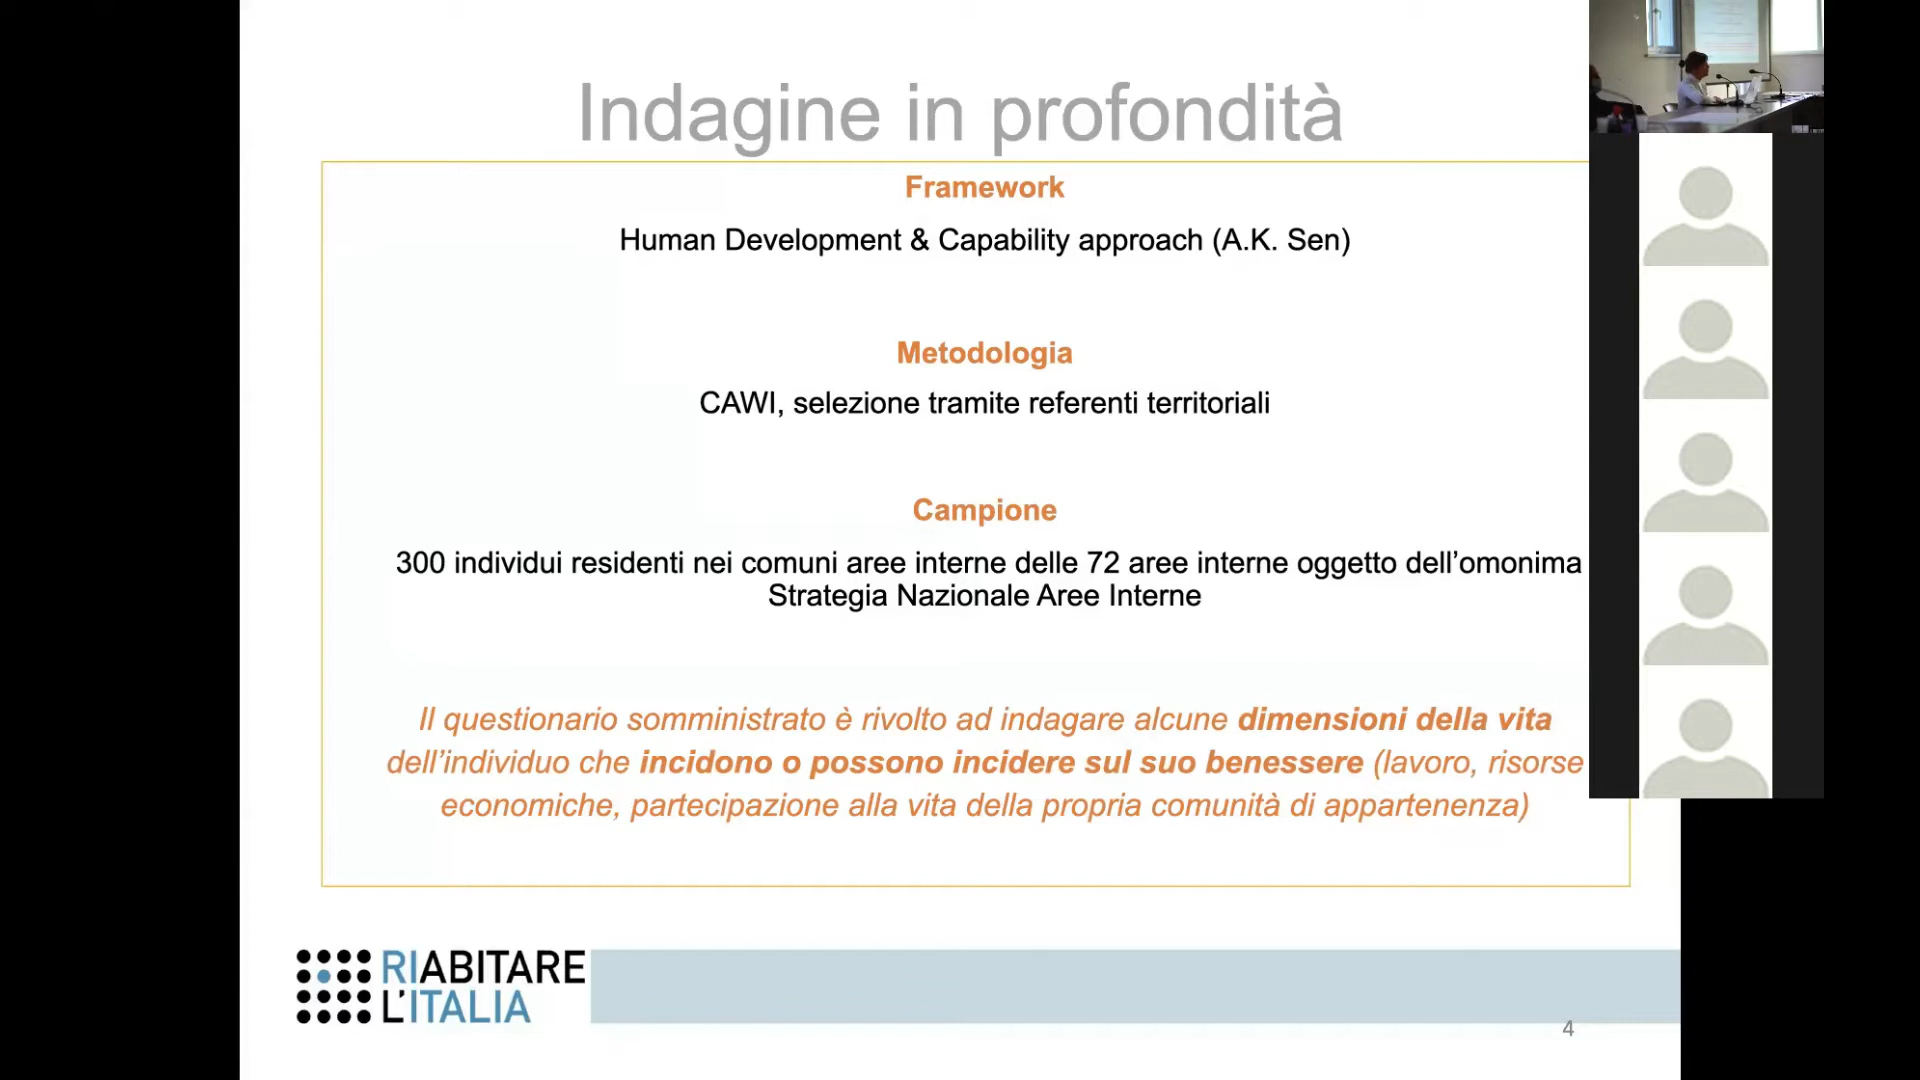 Indagine in profondità
Framework
Human Development & Capability approach (A.K. Sen)
Metodologia
CAWI, selezione tramite referenti territoriali
Campione
300 individui residenti nei comuni aree interne delle 72 aree interne oggetto dell’omonima
Strategia Nazionale Aree Interne
Il questionario somministrato è rivolto ad indagare alcune dimensioni della vita
dell’individuo che incidono o possono incidere sul suo benessere (lavoro, risorse
economiche, partecipazione alla vita della propria comunità di appartenenza)
RIABITARE
L’ITALIA
4